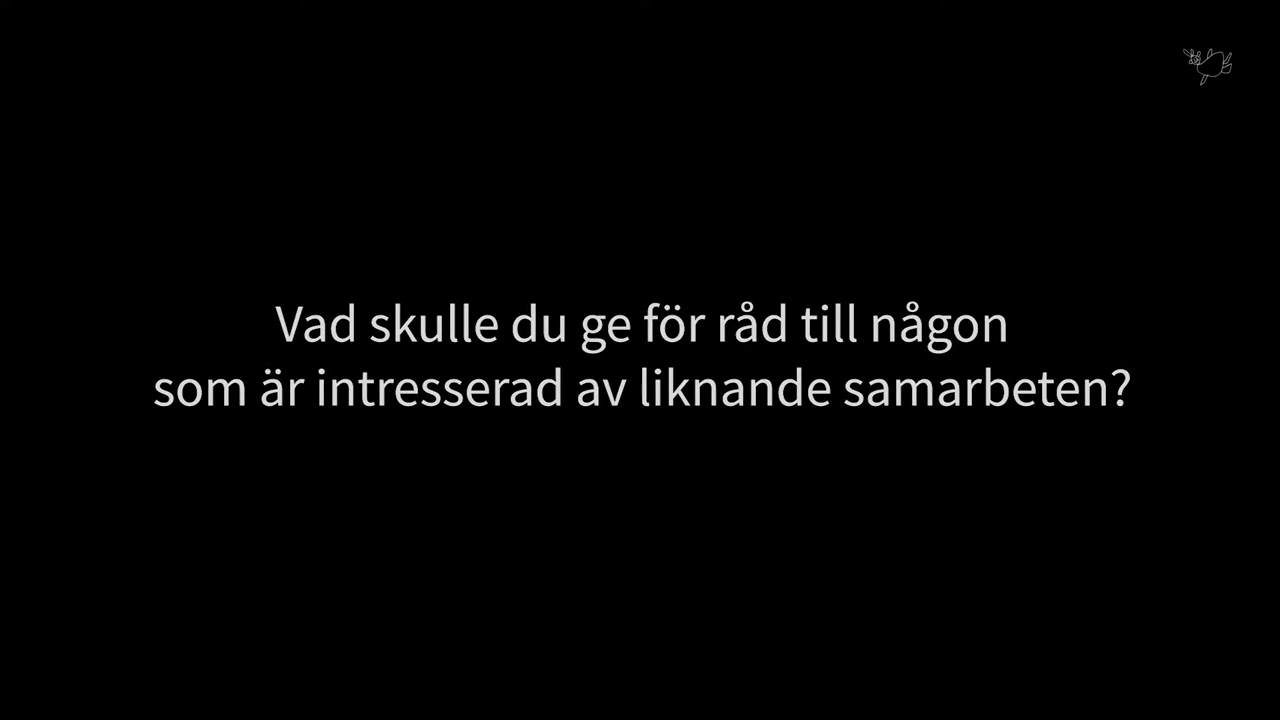 Vad skulle du ge för råd till någon
som är intresserad av liknande samarbeten?